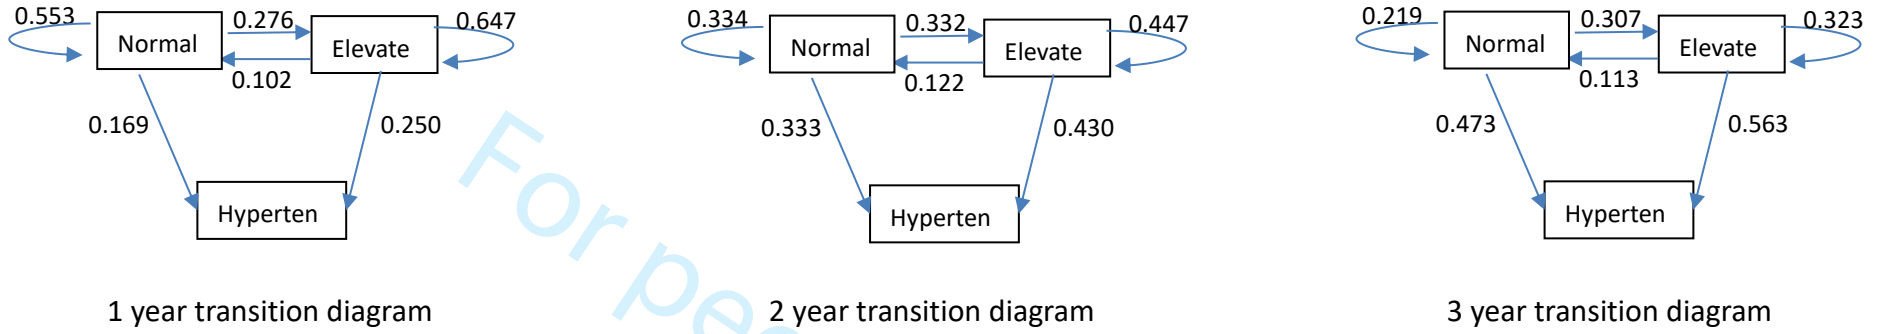 0.553 0.276 0.647
Normal Elevate
0.102
0.169 0.250
Hyperten
1 year transition diagram
0.334 0.332 0.447
Normal Elevate
0.122
0.333 0.430
Hyperten
2 year transition diagram
0.219 0.307 0.323
Normal Elevate
0.113
0.473 0.563
Hyperten
3 year transition diagram
For pee